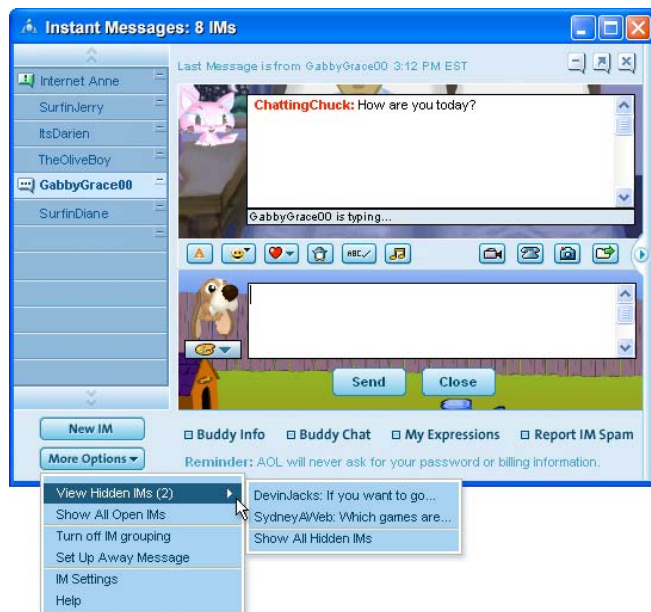 Instant Messages: 8 IMs
Last Message is from GabbyGrace00 3:12 PM EST
Internet Anne
SurfinJerry
ItsDarien
TheOliveBoy
GabbyGrace00
SurfinDiane
ChattingChuck: How are you today?
GabbyGrace00 is typing...
A
ABC
Send
Close
New IM
More Options
Buddy Info
Buddy Chat
My Expressions
Report IM Spam
Reminder: AOL will never ask for your password or billing information.
View Hidden IMs (2)
Show All Open IMs
Turn off IM grouping
Set Up Away Message
IM Settings
Help
DevinJacks: If you want to go...
SydneyAWeb: Which games are...
Show All Hidden IMs